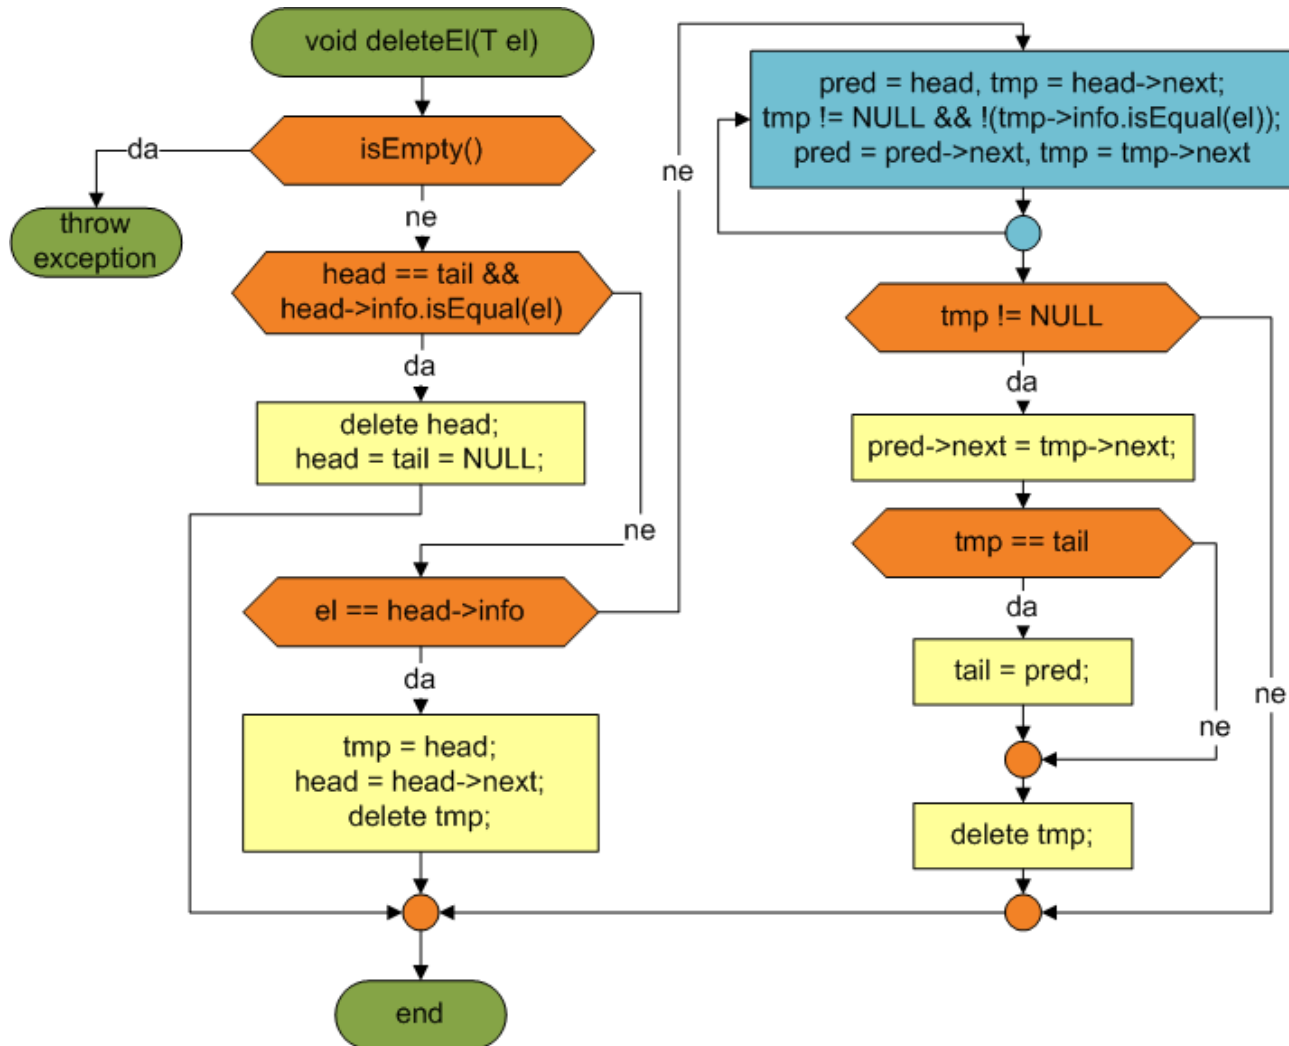 void deleteEl(T el)
isEmpty()
da
throw
exception
ne
head == tail &&
head->info.isEqual(el)
da
delete head;
head = tail = NULL;
ne
el == head->info
da
tmp = head;
head = head->next;
delete tmp;
end
ne
pred = head, tmp = head->next;
tmp != NULL && !(tmp->info.isEqual(el));
pred = pred->next, tmp = tmp->next
tmp != NULL
da
pred->next = tmp->next;
tmp == tail
da
tail = pred;
ne
ne
delete tmp;